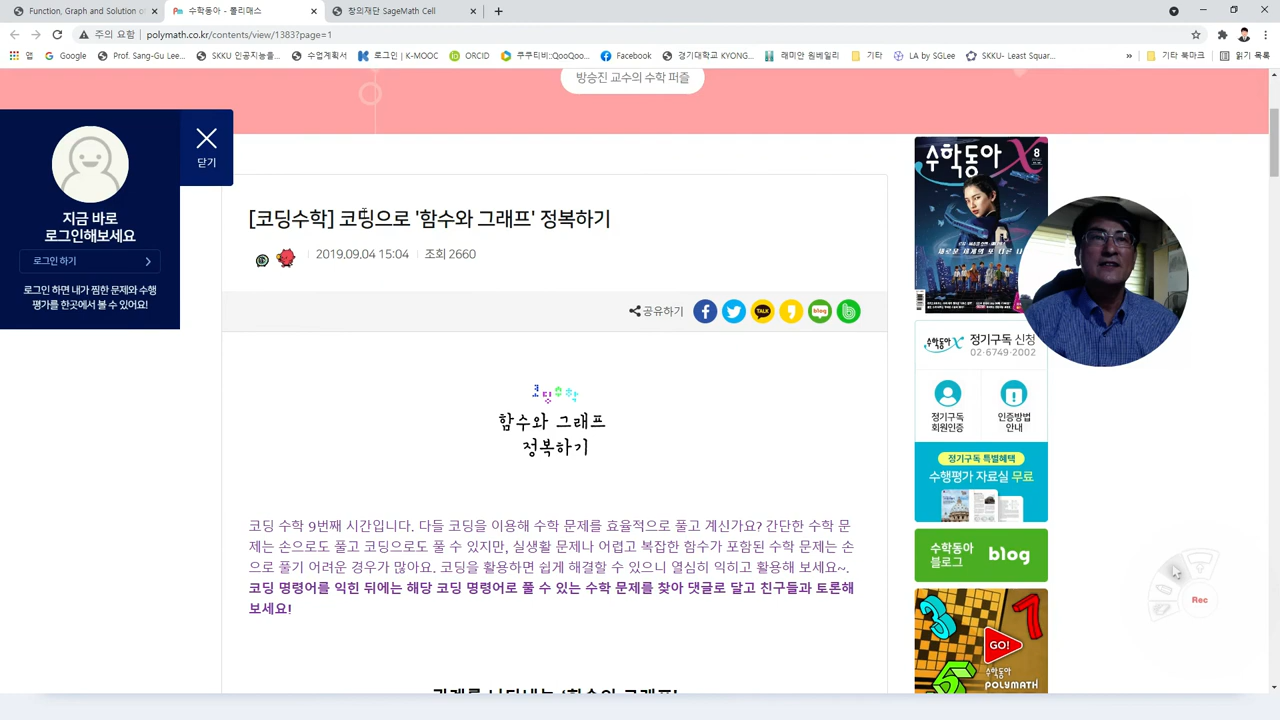 Function, Graph and Solution of
수학동아 - 폴리매스
창의재단 SageMath Cell
주의 요함
polymath.co.kr/contents/view/1383?page=1
앱
Google
Prof. Sang-Gu Lee...
SKKU 인공지능을...
수업계획서
로그인 | K-MOOC
ORCID
쿠쿠티비::QooQoo...
Facebook
경기대학교 KYONG...
래미안 원베일리
기타
LA by SGLee
SKKU- Least Squar...
»
기타 북마크
읽기 목록
방승진 교수의 수학 퍼즐
닫기
지금 바로
로그인해보세요
로그인 하기
로그인 하면 내가 찜한 문제와 수행
평가를 한곳에서 볼 수 있어요!
[코딩수학] 코딩으로 '함수와 그래프' 정복하기
2019.09.04 15:04
조회 2660
공유하기
TALK
blog
코딩수학
함수와 그래프
정복하기
코딩 수학 9번째 시간입니다. 다들 코딩을 이용해 수학 문제를 효율적으로 풀고 계신가요? 간단한 수학 문
제는 손으로도 풀고 코딩으로도 풀 수 있지만, 실생활 문제나 어렵고 복잡한 함수가 포함된 수학 문제는 손
으로 풀기 어려운 경우가 많아요. 코딩을 활용하면 쉽게 해결할 수 있으니 열심히 익히고 활용해 보세요~.
코딩 명령어를 익힌 뒤에는 해당 코딩 명령어로 풀 수 있는 수학 문제를 찾아 댓글로 달고 친구들과 토론해
보세요!
수학동아 X 8
수학동아X 정기구독 신청
02-6749-2002
정기구독
회원인증
인증방법
안내
정기구독 특별혜택
수행평가 자료실 무료
수학동아
블로그
blog
GO!
수학동아
POLYMATH
Rec